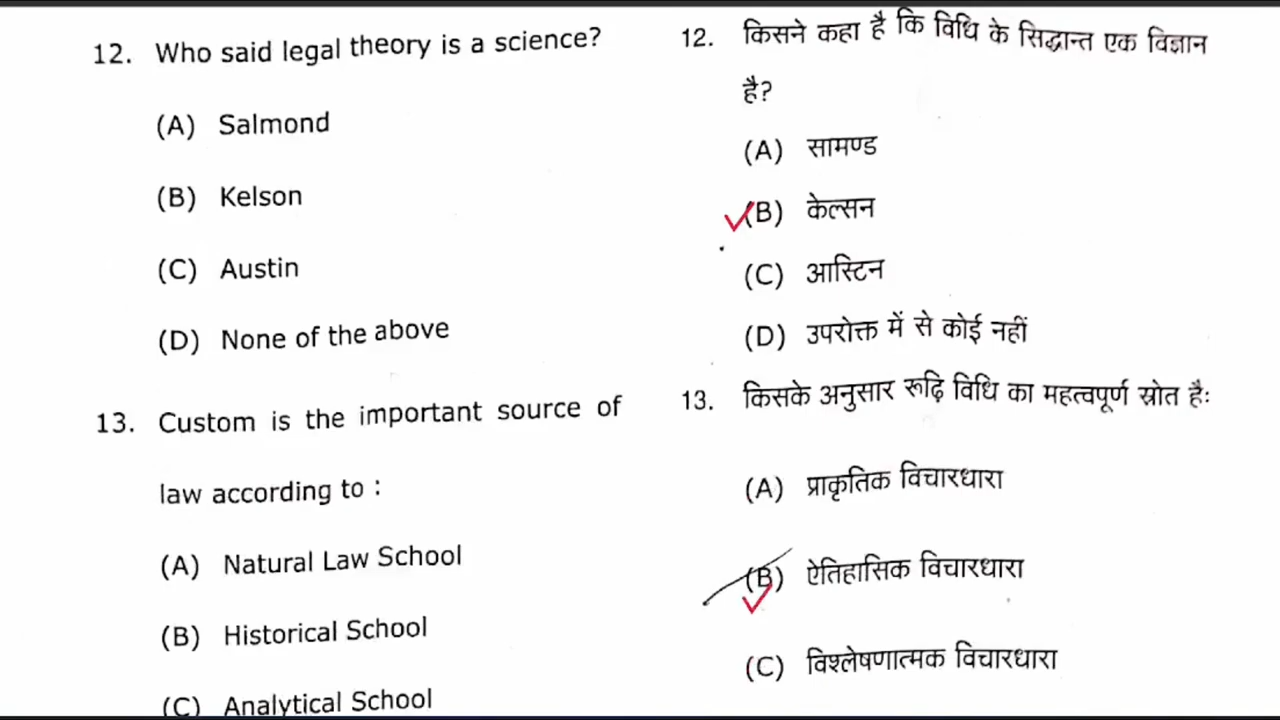 12. Who said legal theory is a science?
(A) Salmond
(B) Kelson
(C) Austin
(D) None of the above
13. Custom is the important source of
law according to :
(A) Natural Law School
(B) Historical School
(C) Analytical School
12. किसने कहा है कि विधि के सिद्धान्त एक विज्ञान
है?
(A) सामण्ड
(B) केल्सन
(C) आस्टिन
(D) उपरोक्त में से कोई नहीं
13. किसके अनुसार रूढ़ि विधि का महत्वपूर्ण स्रोत हैः
(A) प्राकृतिक विचारधारा
(B) ऐतिहासिक विचारधारा
(C) विश्लेषणात्मक विचारधारा